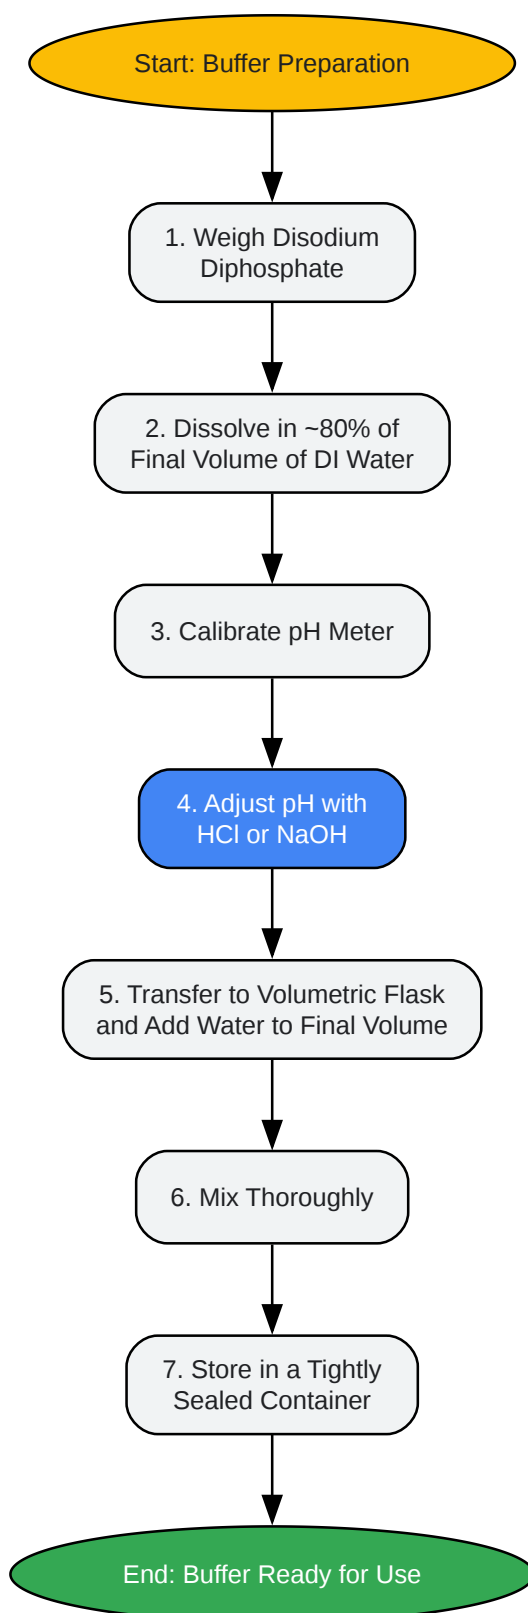 Start: Buffer Preparation
1. Weigh Disodium
Diphosphate
2. Dissolve in ~80% of
Final Volume of DI Water
3. Calibrate pH Meter
4. Adjust pH with
HCl or NaOH
5. Transfer to Volumetric Flask
and Add Water to Final Volume
6. Mix Thoroughly
7. Store in a Tightly
Sealed Container
End: Buffer Ready for Use